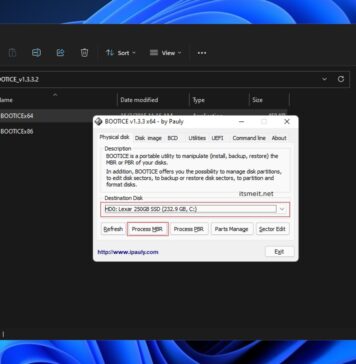 Sort
View
BOOTICE_v1.3.3.2
Name
Date modified
Type
Size
BOOTICEx64
Application
BOOTICEx86
BOOTICE v1.3.3 x64 - by Pauly
Physical disk Disk image BCD Utilities UEFI Command line About
Description
BOOTICE is a portable utility to manipulate (install, backup, restore) the
MBR or PBR of your disks.
In addition, BOOTICE offers you the possibility to manage disk partitions,
to edit disk sectors, to backup or restore disk sectors, to partition and
format disks.
itsmeit.net
Destination Disk
HD0: Lexar 250GB SSD (232.9 GB, C:)
Refresh Process MBR Process PBR Parts Manage Sector Edit
http://www.ipauly.com
Exit